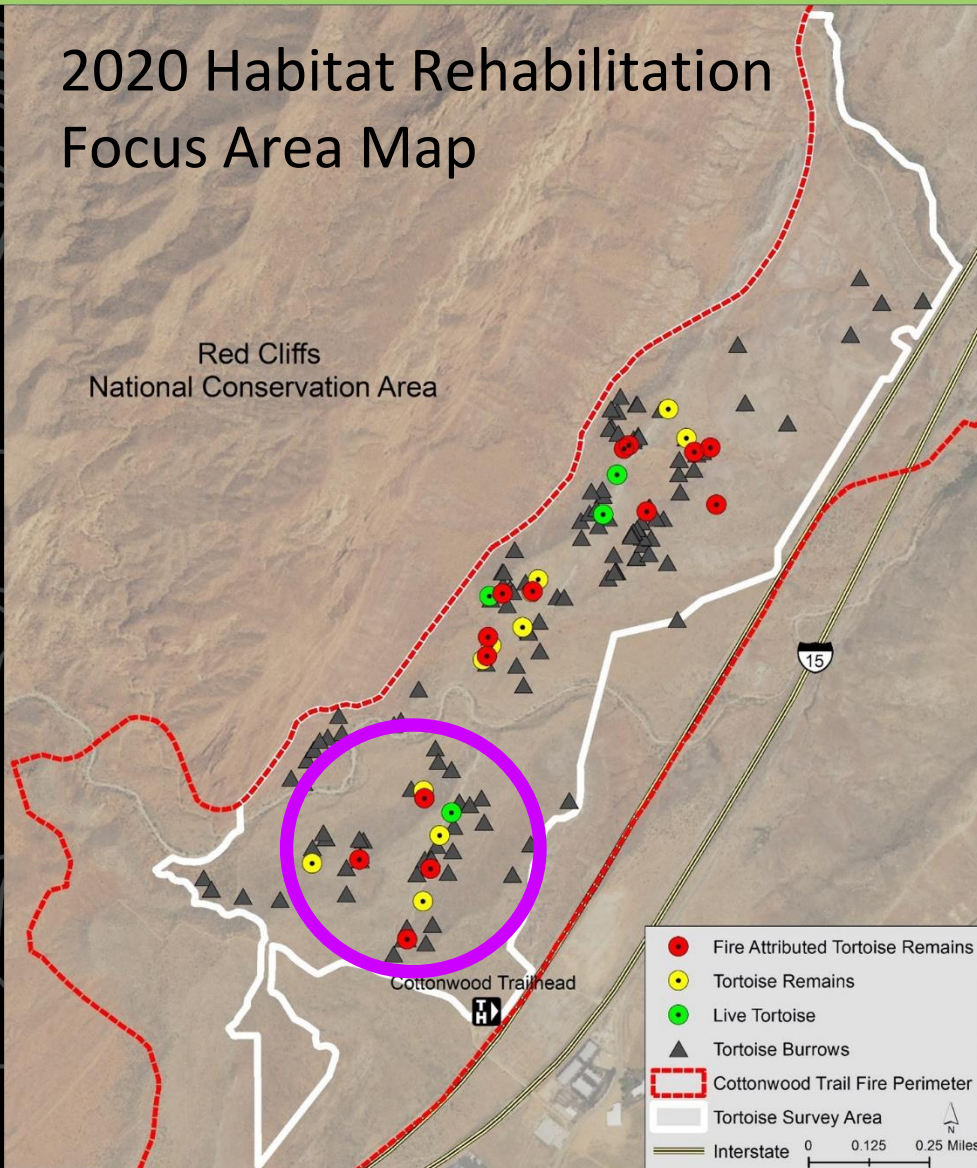 2020 Habitat Rehabilitation
Focus Area Map
Red Cliffs
National Conservation Area
15
Cottonwood Trailhead
TH
Fire Attributed Tortoise Remains
Tortoise Remains
Live Tortoise
Tortoise Burrows
Cottonwood Trail Fire Perimeter
Tortoise Survey Area
N
Interstate
0 0.125 0.25 Miles